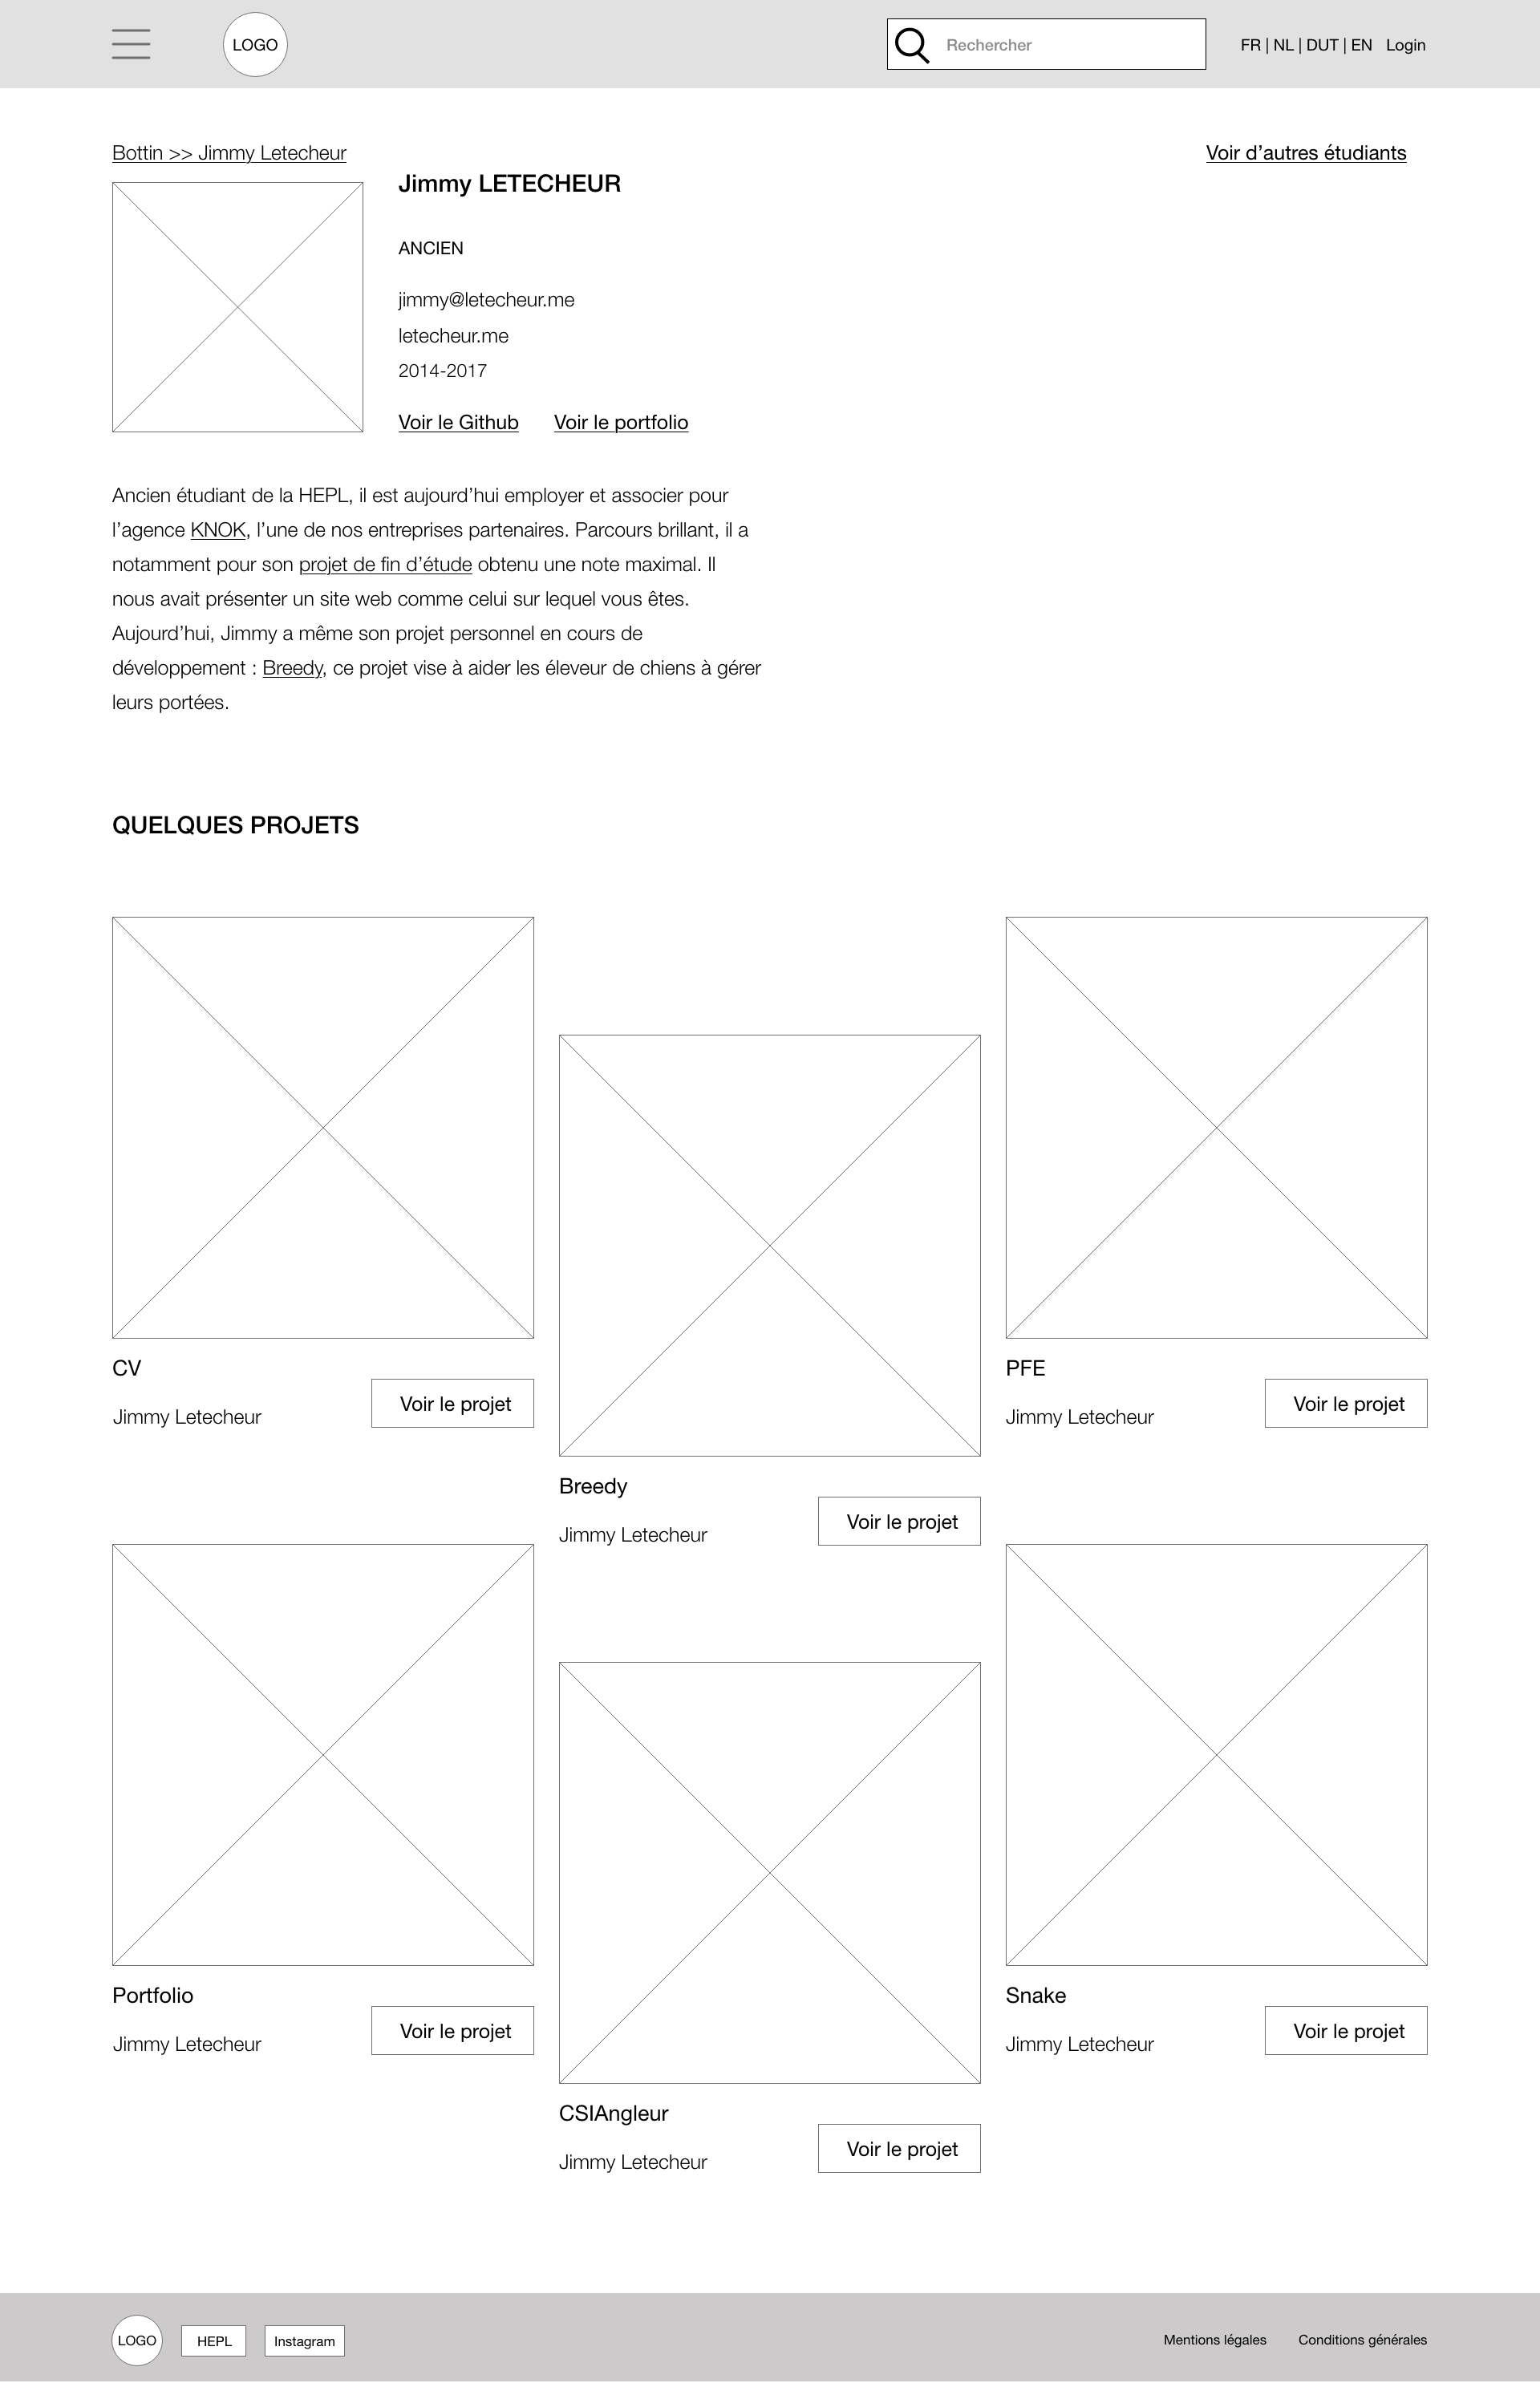 LOGO
Rechercher
FR | NL | DUT | EN Login
Bottin >> Jimmy Letecheur
Voir d’autres étudiants
Jimmy LETECHEUR
ANCIEN
jimmy@letecheur.me
letecheur.me
2014-2017
Voir le Github
Voir le portfolio
Ancien étudiant de la HEPL, il est aujourd’hui employer et associer pour
l’agence KNOK, l’une de nos entreprises partenaires. Parcours brillant, il a
notamment pour son projet de fin d’étude obtenu une note maximal. Il
nous avait présenter un site web comme celui sur lequel vous êtes.
Aujourd’hui, Jimmy a même son projet personnel en cours de
développement : Breedy, ce projet vise à aider les éleveur de chiens à gérer
leurs portées.
QUELQUES PROJETS
CV
Jimmy Letecheur
Voir le projet
Breedy
Jimmy Letecheur
Voir le projet
PFE
Jimmy Letecheur
Voir le projet
Portfolio
Jimmy Letecheur
Voir le projet
CSIAngleur
Jimmy Letecheur
Voir le projet
Snake
Jimmy Letecheur
Voir le projet
LOGO
HEPL
Instagram
Mentions légales
Conditions générales